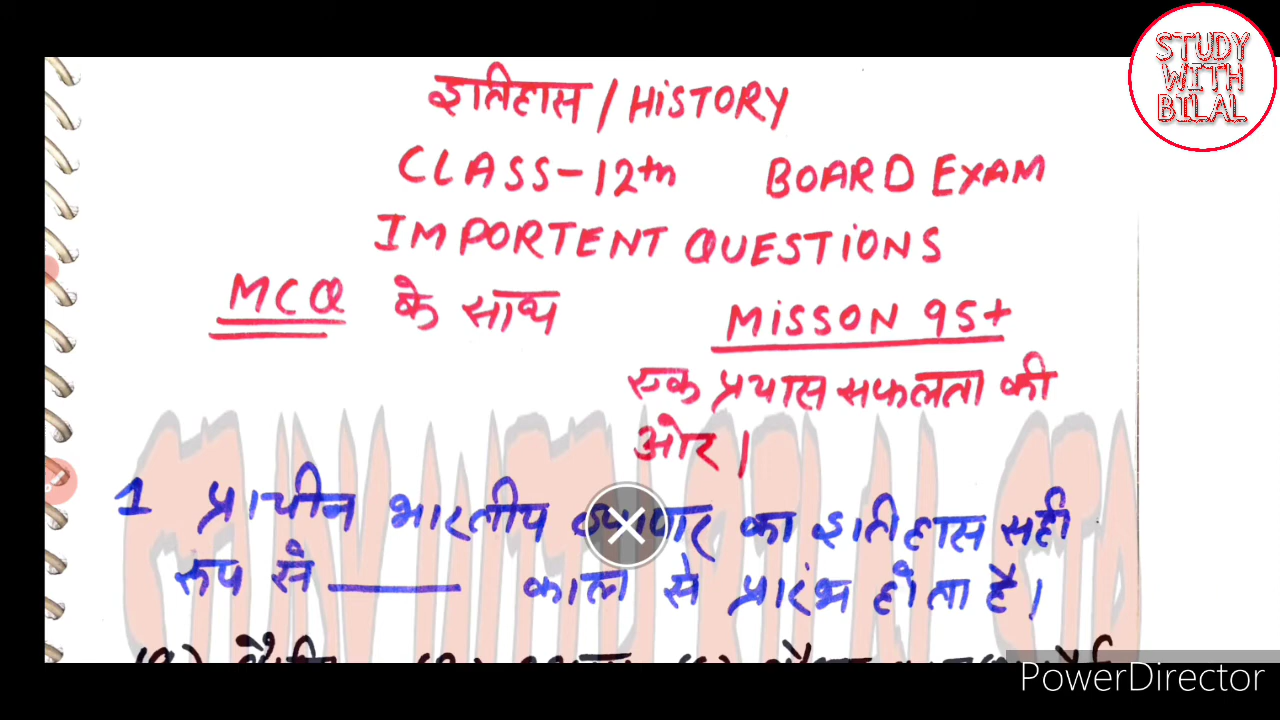 STUDY
WITH
BILAL
इतिहास / HiSTORY
CLASS-12th BOARD EXAM
IMPORTENT QUESTiONS
MCQ के साथ MiSSON 95+
एक प्रयास सफलता की
ओर।
1 प्राचीन भारतीय व्यापार का इतिहास सही
रूप से ______ काल से प्रारंभ होता है।
PowerDirector